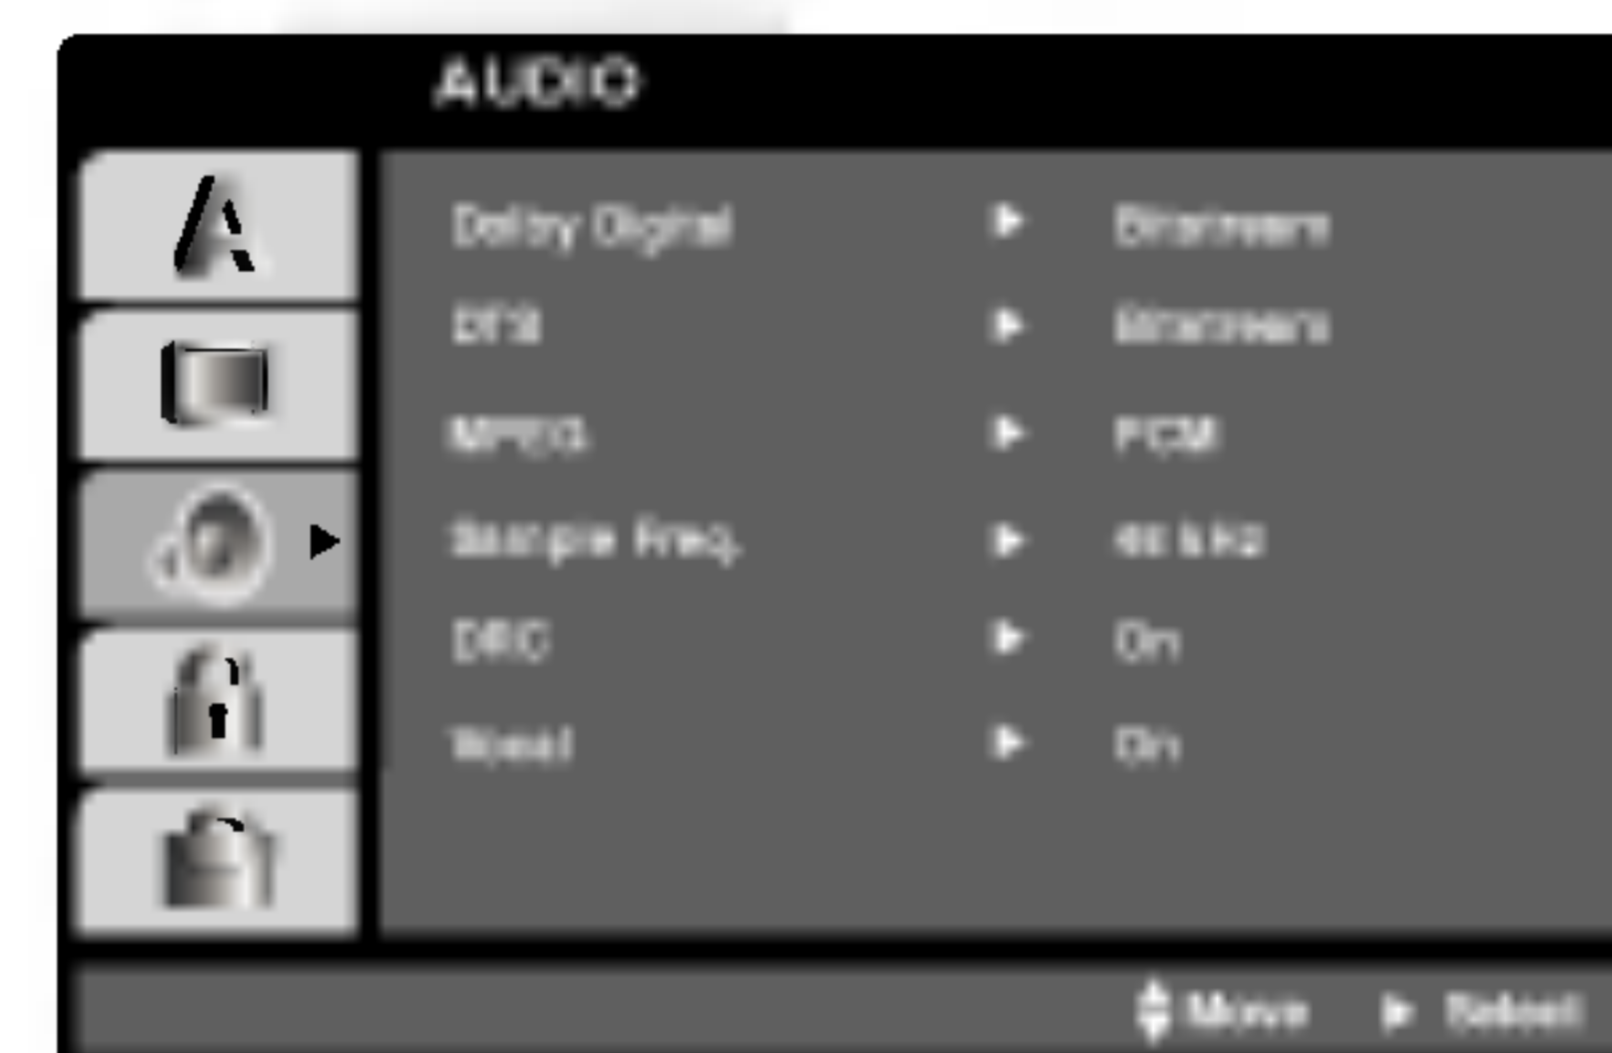 AUDIO
Dolby Digital Bitstream
DTS Bitstream
MPEG PCM
Sample Freq. 48 kHz
DRC On
Vocal On
Move Select